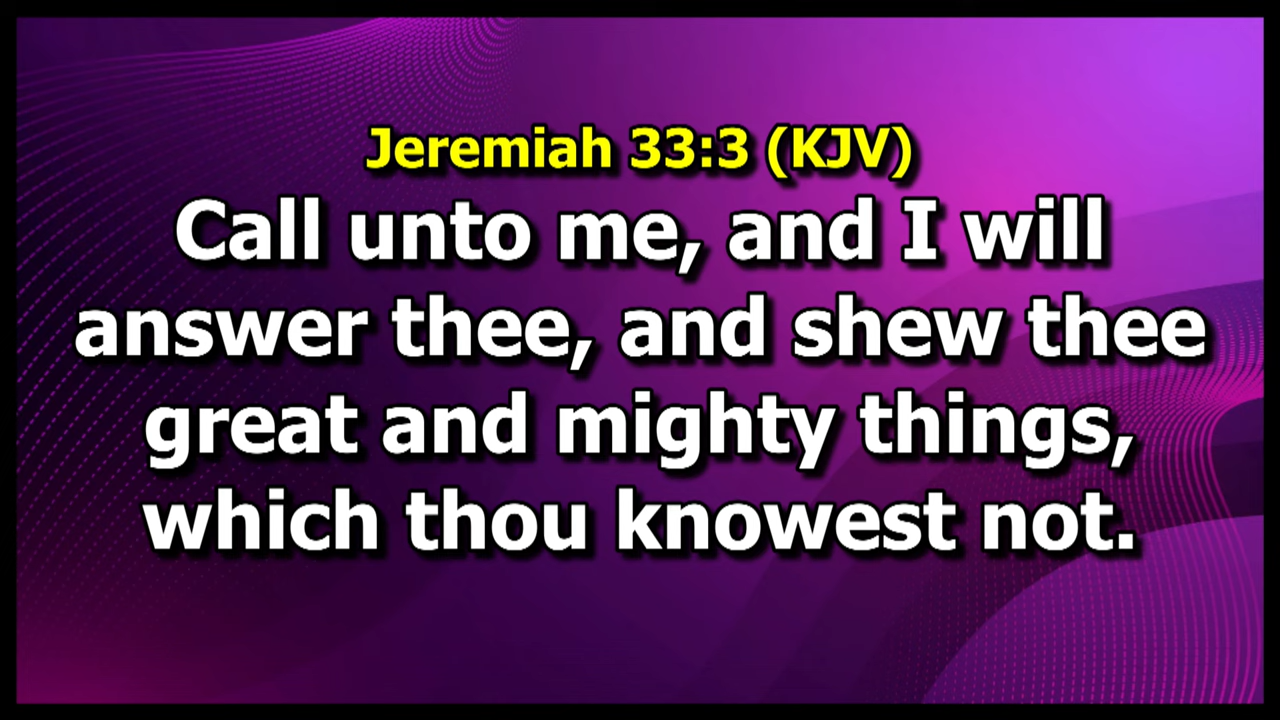 Jeremiah 33:3 (KJV)
Call unto me, and I will
answer thee, and shew thee
great and mighty things,
which thou knowest not.